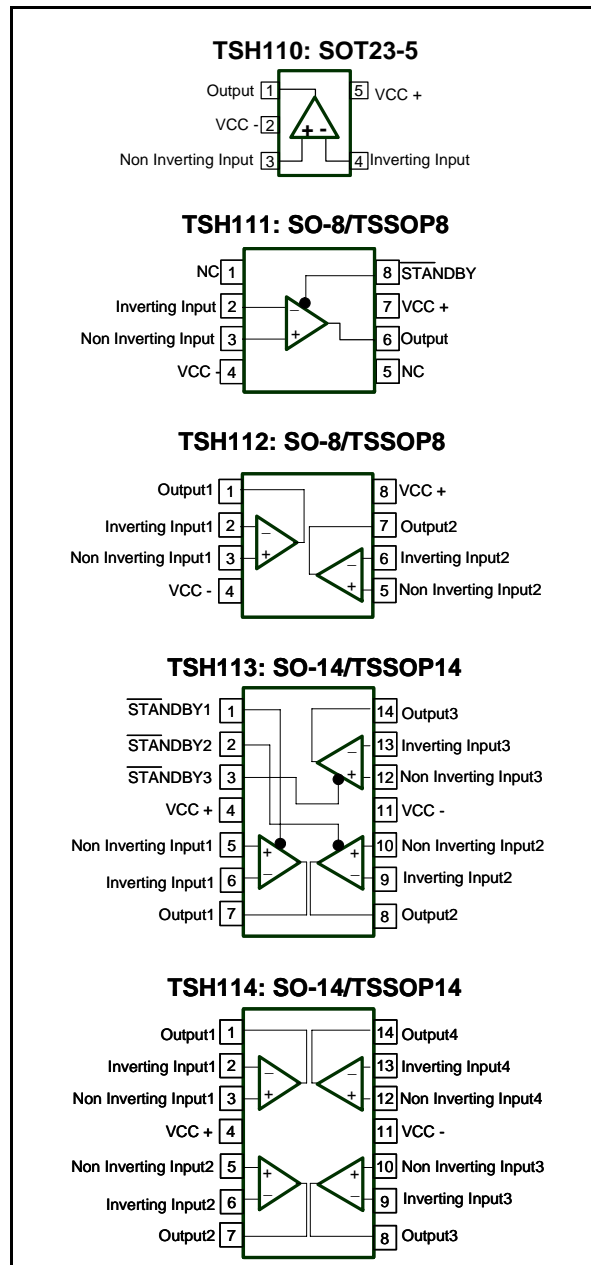 TSH110: SOT23-5
Output 1 5 VCC +
VCC - 2
+ -
Non Inverting Input 3 4 Inverting Input
TSH111: SO-8/TSSOP8
NC 1 8 STANDBY
Inverting Input 2 _ 7 VCC +
Non Inverting Input 3 + 6 Output
VCC - 4 5 NC
TSH112: SO-8/TSSOP8
Output1 1 8 VCC +
Inverting Input1 2 _ 7 Output2
Non Inverting Input1 3 + _ 6 Inverting Input2
VCC - 4 + 5 Non Inverting Input2
TSH113: SO-14/TSSOP14
STANDBY1 1 14 Output3
STANDBY2 2 _ 13 Inverting Input3
STANDBY3 3 + 12 Non Inverting Input3
VCC + 4 11 VCC -
Non Inverting Input1 5 + + 10 Non Inverting Input2
Inverting Input1 6 _ _ 9 Inverting Input2
Output1 7 8 Output2
TSH114: SO-14/TSSOP14
Output1 1 14 Output4
Inverting Input1 2 _ _ 13 Inverting Input4
Non Inverting Input1 3 + + 12 Non Inverting Input4
VCC + 4 11 VCC -
Non Inverting Input2 5 + + 10 Non Inverting Input3
Inverting Input2 6 _ _ 9 Inverting Input3
Output2 7 8 Output3